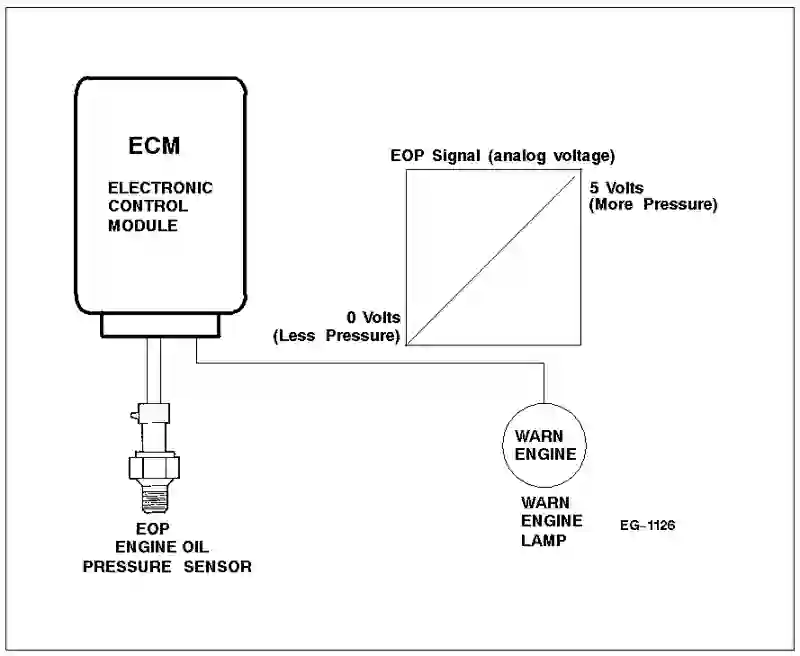 ECM
ELECTRONIC
CONTROL
MODULE
EOP Signal (analog voltage)
5 Volts
(More Pressure)
0 Volts
(Less Pressure)
WARN
ENGINE
WARN
ENGINE
LAMP
EG-1126
EOP
ENGINE OIL
PRESSURE SENSOR